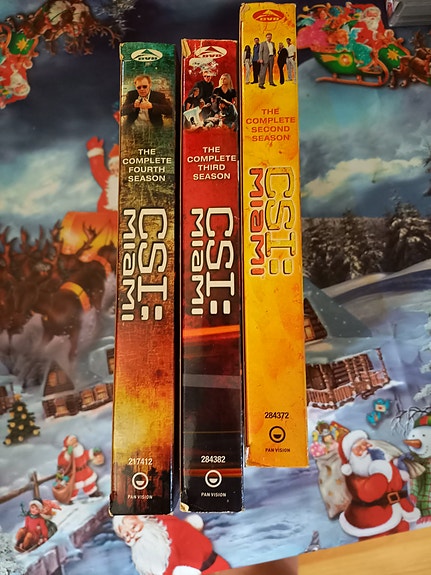 DVD
THE
COMPLETE
FOURTH
SEASON
CSI:
MIAMI
217412
PAN VISION
DVD
THE
COMPLETE
THIRD
SEASON
CSI:
MIAMI
284382
PAN VISION
DVD
THE
COMPLETE
SECOND
SEASON
CSI:
MIAMI
284372
PAN VISION